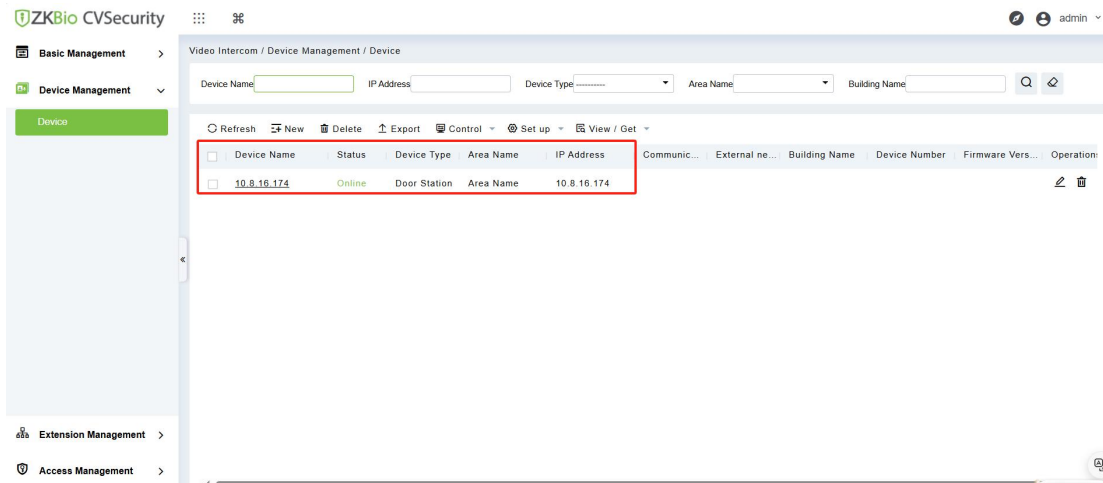 ZKBio CVSecurity
admin
Basic Management
Video Intercom / Device Management / Device
Device Management
Device Name IP Address Device Type ---------- Area Name Building Name
Device
Refresh New Delete Export Control Set up View / Get
Device Name Status Device Type Area Name IP Address Communic... External ne... Building Name Device Number Firmware Vers... Operations
10.8.16.174 Online Door Station Area Name 10.8.16.174
Extension Management
Access Management